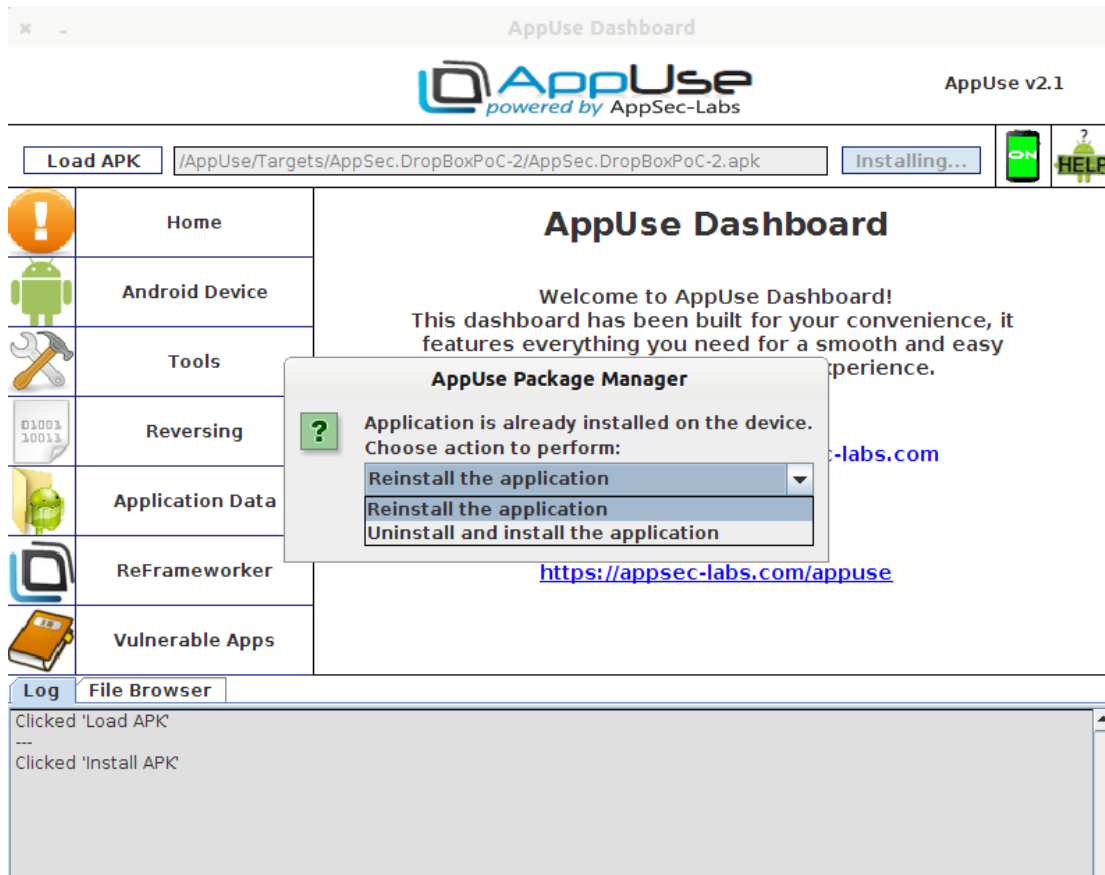 AppUse Dashboard
AppUse
powered by AppSec-Labs
AppUse v2.1
Load APK
/AppUse/Targets/AppSec.DropBoxPoC-2/AppSec.DropBoxPoC-2.apk
Installing...
ON
?
HELP
Home
Android Device
Tools
01001
10011
Reversing
Application Data
ReFrameworker
Vulnerable Apps
AppUse Dashboard
Welcome to AppUse Dashboard!
This dashboard has been built for your convenience, it
features everything you need for a smooth and easy
xperience.
-labs.com
https://appsec-labs.com/appuse
AppUse Package Manager
?
Application is already installed on the device.
Choose action to perform:
Reinstall the application
Reinstall the application
Uninstall and install the application
Log
File Browser
Clicked 'Load APK'
---
Clicked 'Install APK'